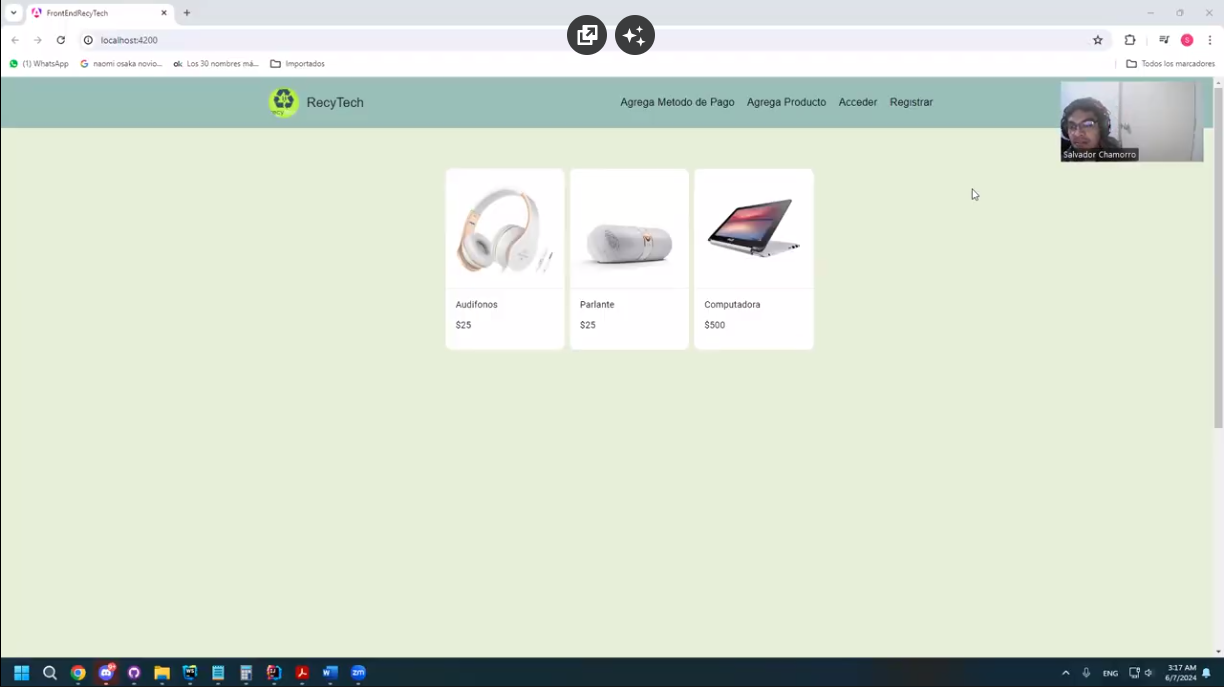 FrontEndRecyTech
localhost:4200
S
(1) WhatsApp
naomi osaka novio...
ok Los 30 nombres má...
Importados
Todos los marcadores
RecyTech
Agrega Metodo de Pago
Agrega Producto
Acceder
Registrar
Salvador Chamorro
Audifonos
Parlante
Computadora
$25
$25
$500
ENG
3:17 AM
6/7/2024